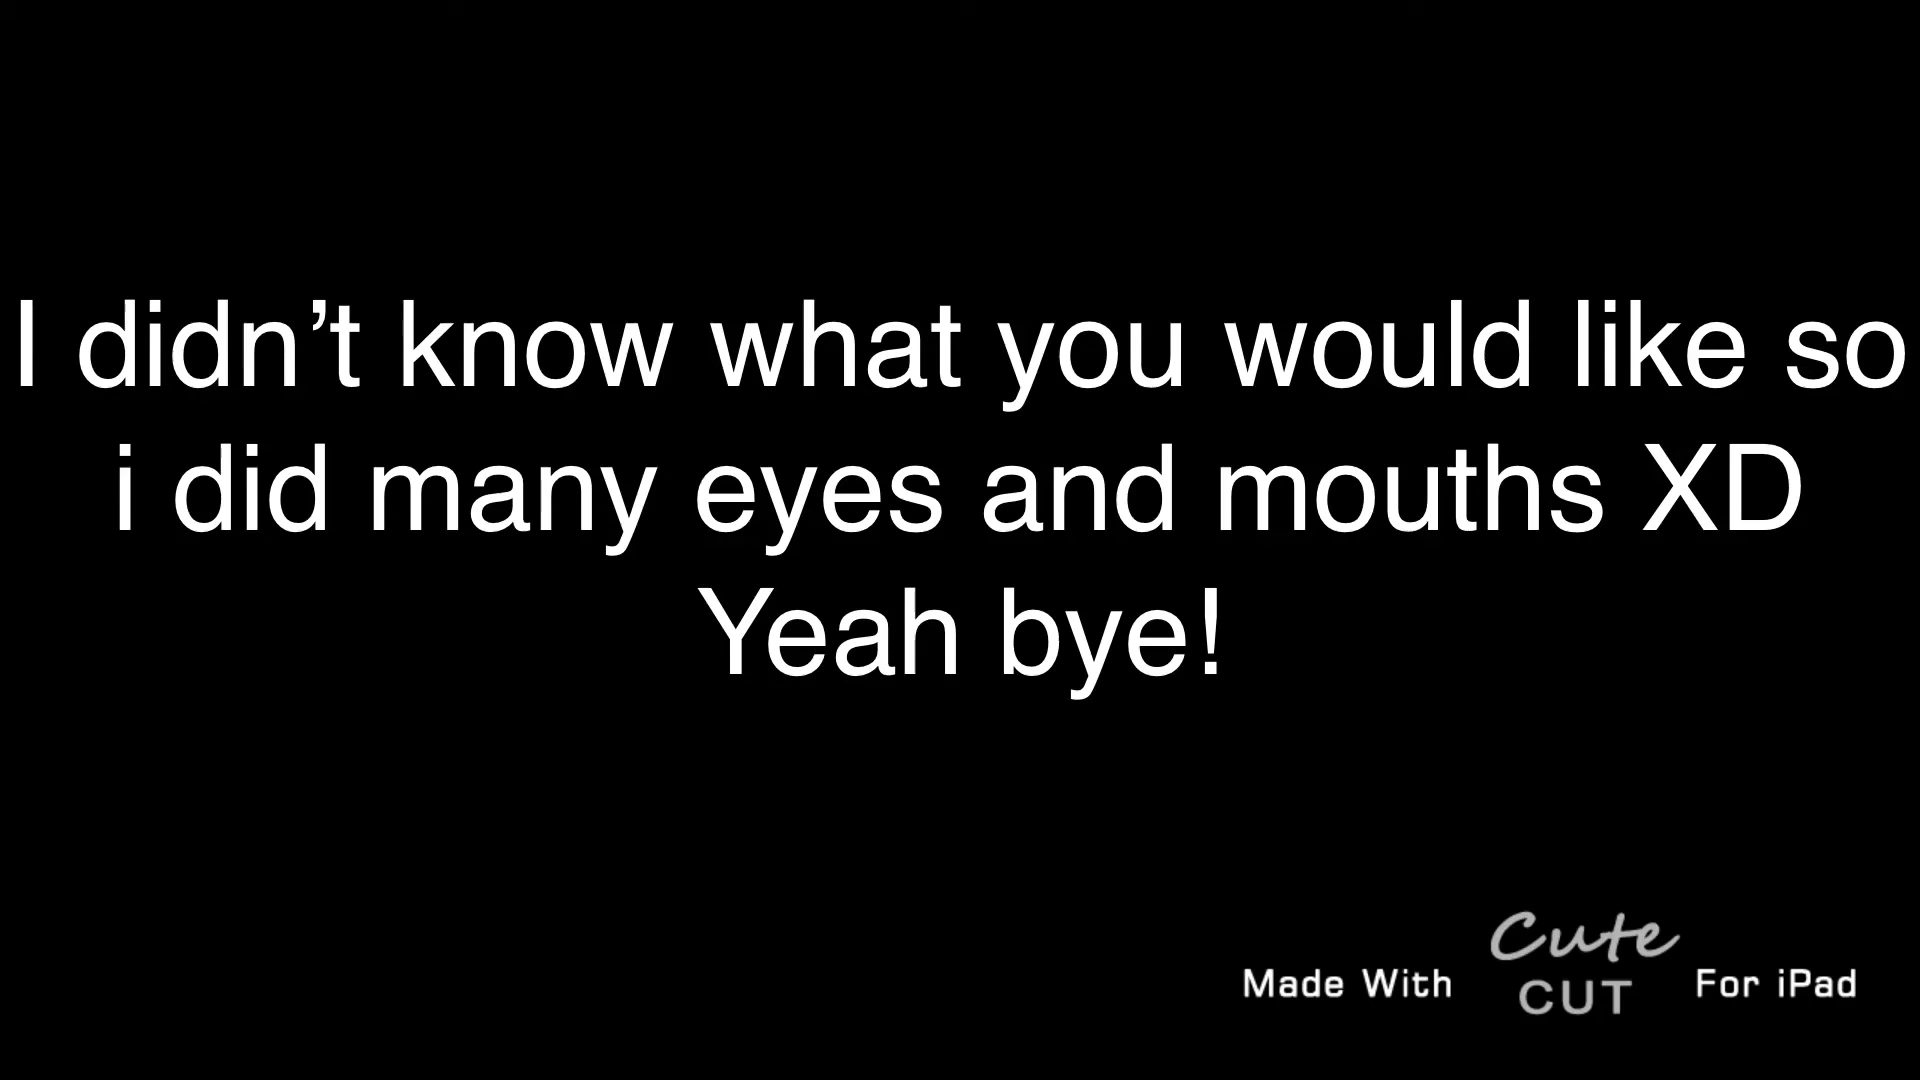 I didn’t know what you would like so
i did many eyes and mouths XD
Yeah bye!
Made With Cute CUT For iPad